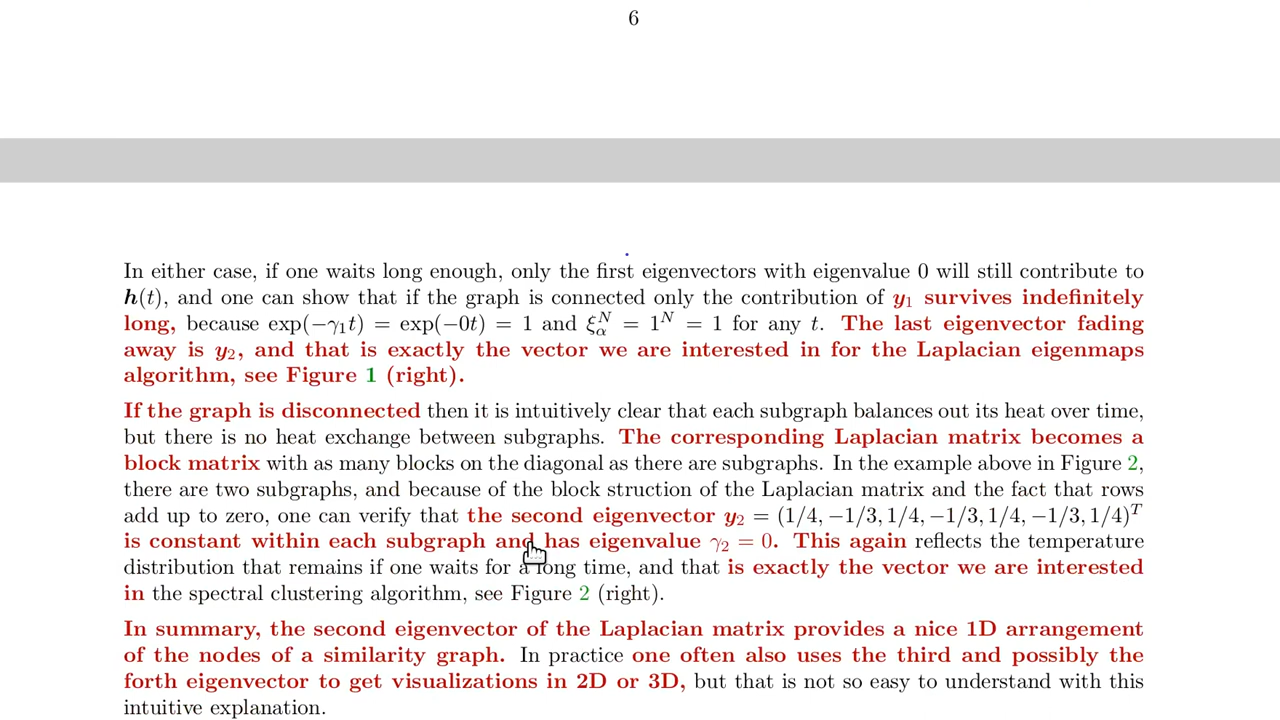 6
In either case, if one waits long enough, only the first eigenvectors with eigenvalue 0 will still contribute to
h(t), and one can show that if the graph is connected only the contribution of y₁ survives indefinitely
long, because exp(−γ₁t) = exp(−0t) = 1 and ξ_α^N = 1^N = 1 for any t. The last eigenvector fading
away is y₂, and that is exactly the vector we are interested in for the Laplacian eigenmaps
algorithm, see Figure 1 (right).
If the graph is disconnected then it is intuitively clear that each subgraph balances out its heat over time,
but there is no heat exchange between subgraphs. The corresponding Laplacian matrix becomes a
block matrix with as many blocks on the diagonal as there are subgraphs. In the example above in Figure 2,
there are two subgraphs, and because of the block struction of the Laplacian matrix and the fact that rows
add up to zero, one can verify that the second eigenvector y₂ = (1/4, −1/3, 1/4, −1/3, 1/4, −1/3, 1/4)^T
is constant within each subgraph and has eigenvalue γ₂ = 0. This again reflects the temperature
distribution that remains if one waits for a long time, and that is exactly the vector we are interested
in the spectral clustering algorithm, see Figure 2 (right).
In summary, the second eigenvector of the Laplacian matrix provides a nice 1D arrangement
of the nodes of a similarity graph. In practice one often also uses the third and possibly the
forth eigenvector to get visualizations in 2D or 3D, but that is not so easy to understand with this
intuitive explanation.